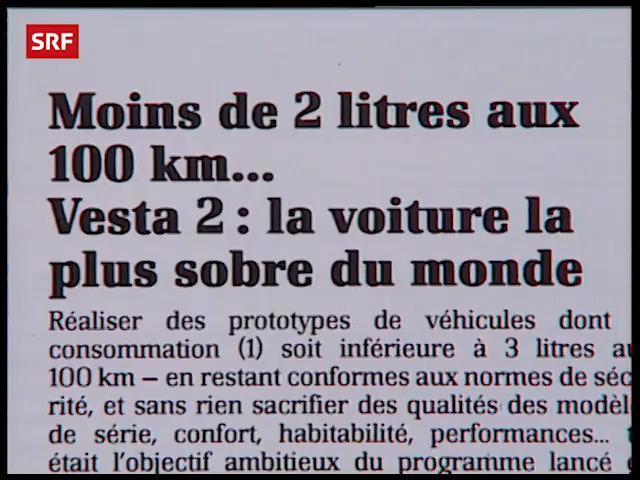 SRF
Moins de 2 litres aux
100 km...
Vesta 2 : la voiture la
plus sobre du monde
Réaliser des prototypes de véhicules dont
consommation (1) soit inférieure à 3 litres au
100 km – en restant conformes aux normes de séc
rité, et sans rien sacrifier des qualités des modèl
de série, confort, habitabilité, performances...
était l'objectif ambitieux du programme lancé